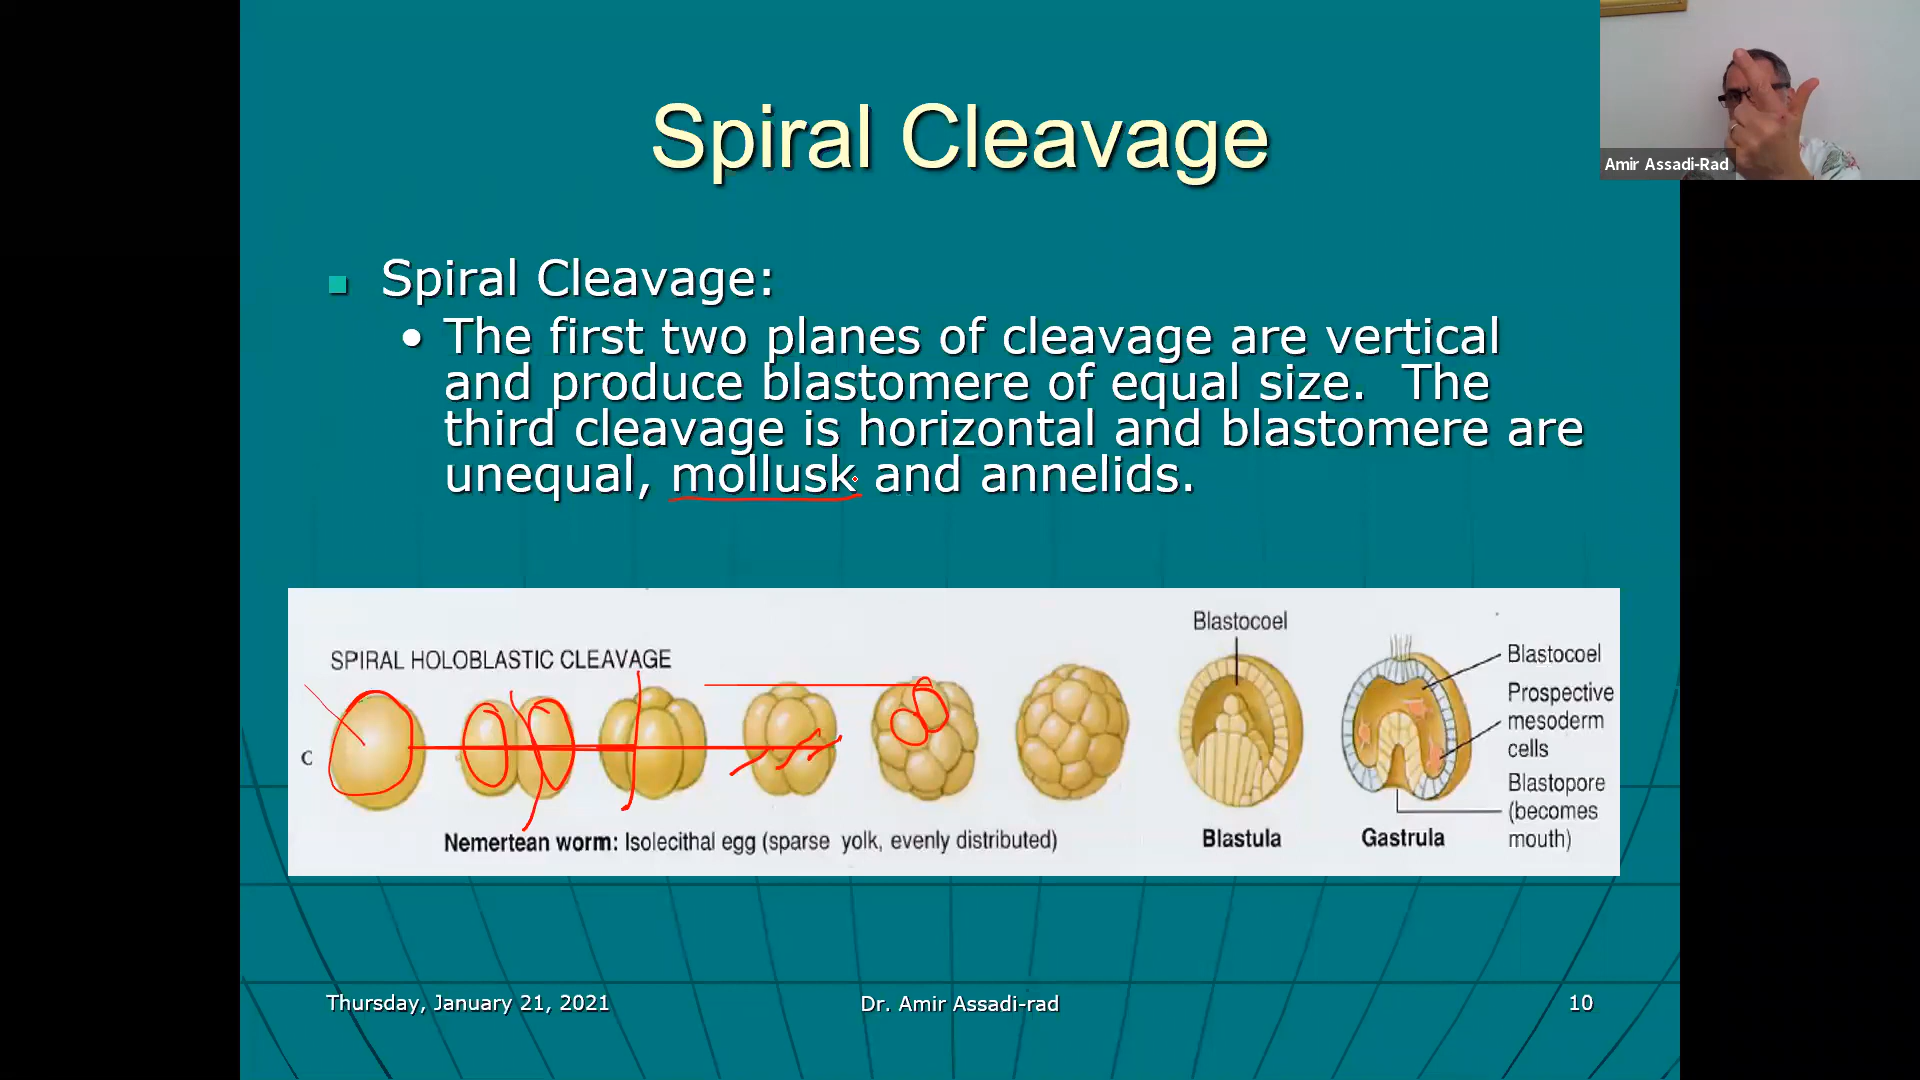 Spiral Cleavage
Amir Assadi-Rad
Spiral Cleavage:
• The first two planes of cleavage are vertical
and produce blastomere of equal size. The
third cleavage is horizontal and blastomere are
unequal, mollusk and annelids.
SPIRAL HOLOBLASTIC CLEAVAGE
C
Blastocoel
Blastocoel
Prospective
mesoderm
cells
Blastopore
(becomes
mouth)
Nemertean worm: Isolecithal egg (sparse yolk, evenly distributed)
Blastula
Gastrula
Thursday, January 21, 2021
Dr. Amir Assadi-rad
10